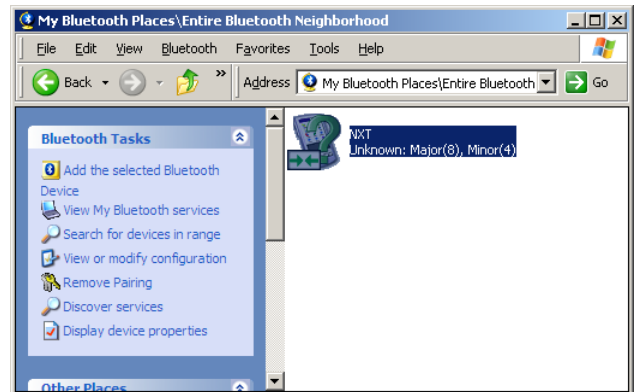 My Bluetooth Places\Entire Bluetooth Neighborhood
File Edit View Bluetooth Favorites Tools Help
Back » Address My Bluetooth Places\Entire Bluetooth Go
Bluetooth Tasks
Add the selected Bluetooth
Device
View My Bluetooth services
Search for devices in range
View or modify configuration
Remove Pairing
Discover services
Display device properties
Other Places
NXT
Unknown: Major(8), Minor(4)